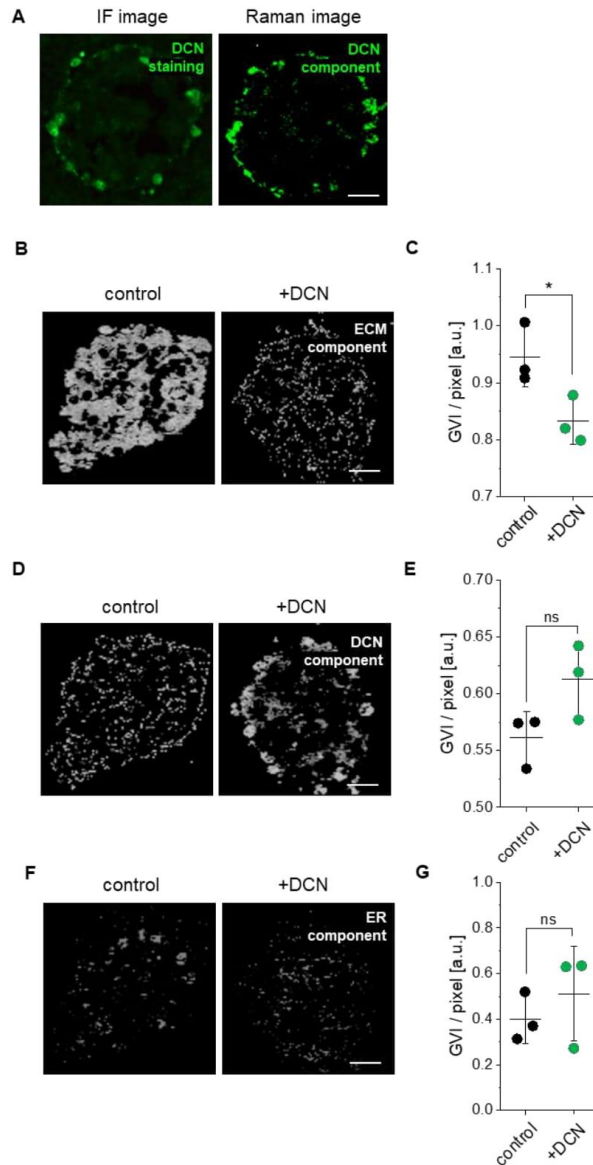 A
IF image
Raman image
DCN
staining
DCN
component
B
control
+DCN
ECM
component
C
1.1
1.0
0.9
0.8
0.7
GVI / pixel [a.u.]
*
control
+DCN
D
control
+DCN
DCN
component
E
0.70
0.65
0.60
0.55
0.50
GVI / pixel [a.u.]
ns
control
+DCN
F
control
+DCN
ER
component
G
1.0
0.8
0.6
0.4
0.2
0.0
GVI / pixel [a.u.]
ns
control
+DCN